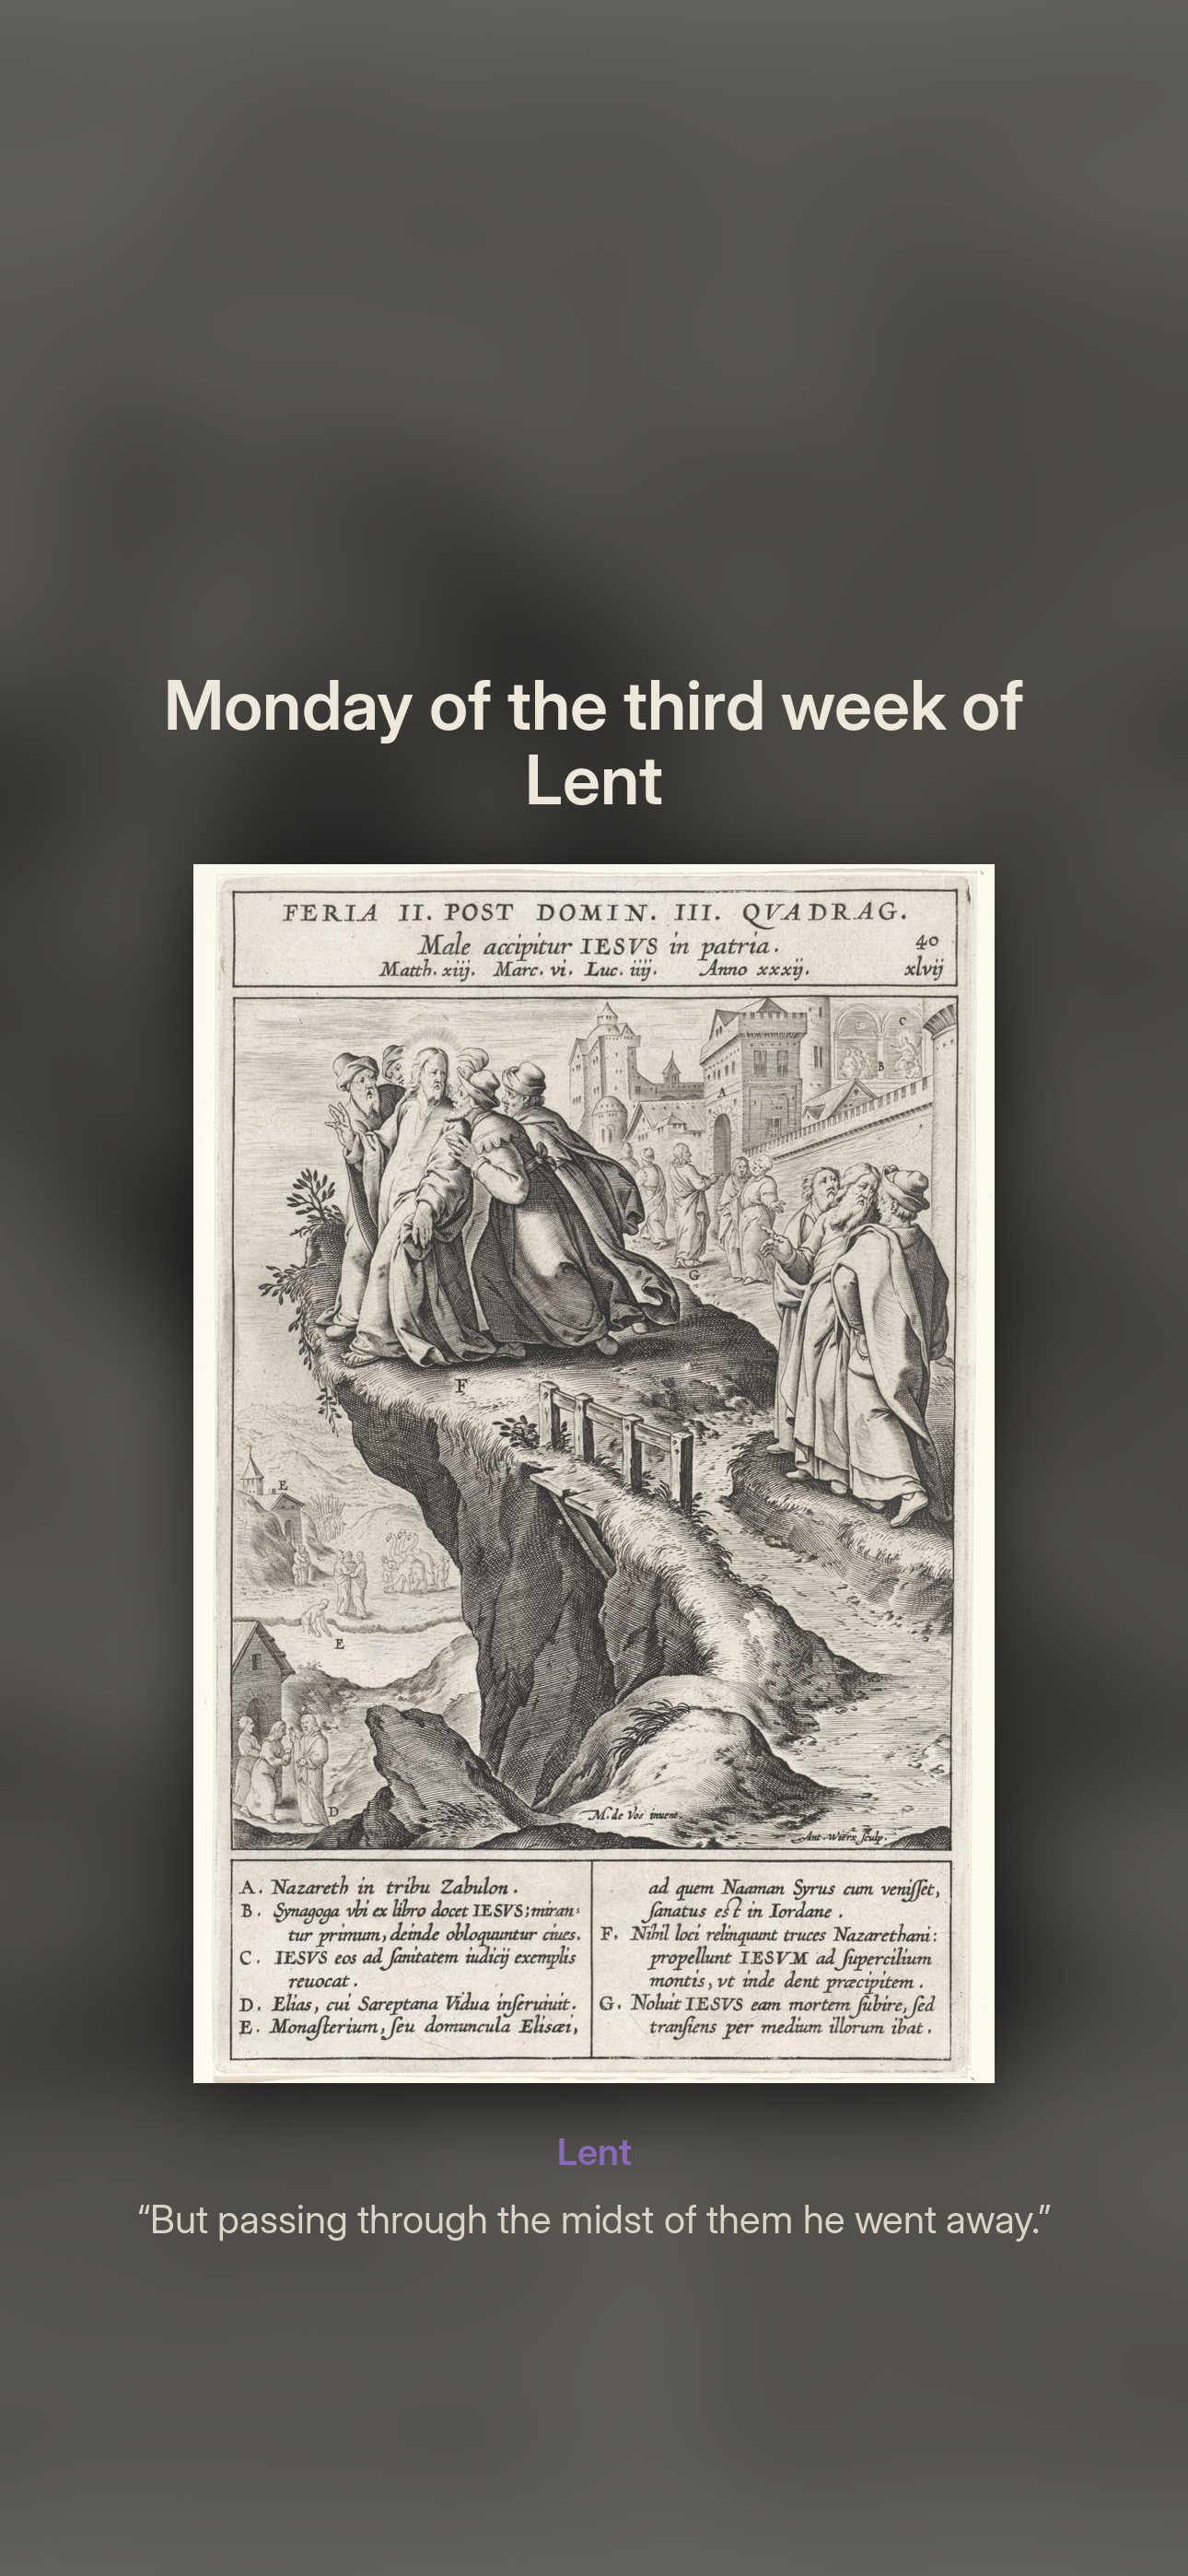 Monday of the third week of
Lent
FERIA II. POST DOMIN. III. QVADRAG.
Male accipitur IESVS in patria.
40
Matth. xiij. Marc. vi. Luc. iiij. Anno xxxij.
xlvij
C
B
A
G
F
E
E
D
M. de Vos inuent.
Ant. Wierx sculp.
A. Nazareth in tribu Zabulon.
B. Synagoga vbi ex libro docet IESVS; miran:
tur primum, deinde obloquuntur ciues.
C. IESVS eos ad ſanitatem iudicij exemplis
reuocat.
D. Elias, cui Sareptana Vidua inſeruiuit.
E. Monaſterium, ſeu domuncula Elisæi,
ad quem Naaman Syrus cum veniſſet,
ſanatus est in Iordane.
F. Nihil loci relinquunt truces Nazarethani:
propellunt IESVM ad ſupercilium
montis, vt inde dent præcipitem.
G. Noluit IESVS eam mortem ſubire, ſed
tranſiens per medium illorum ibat.
Lent
“But passing through the midst of them he went away.”